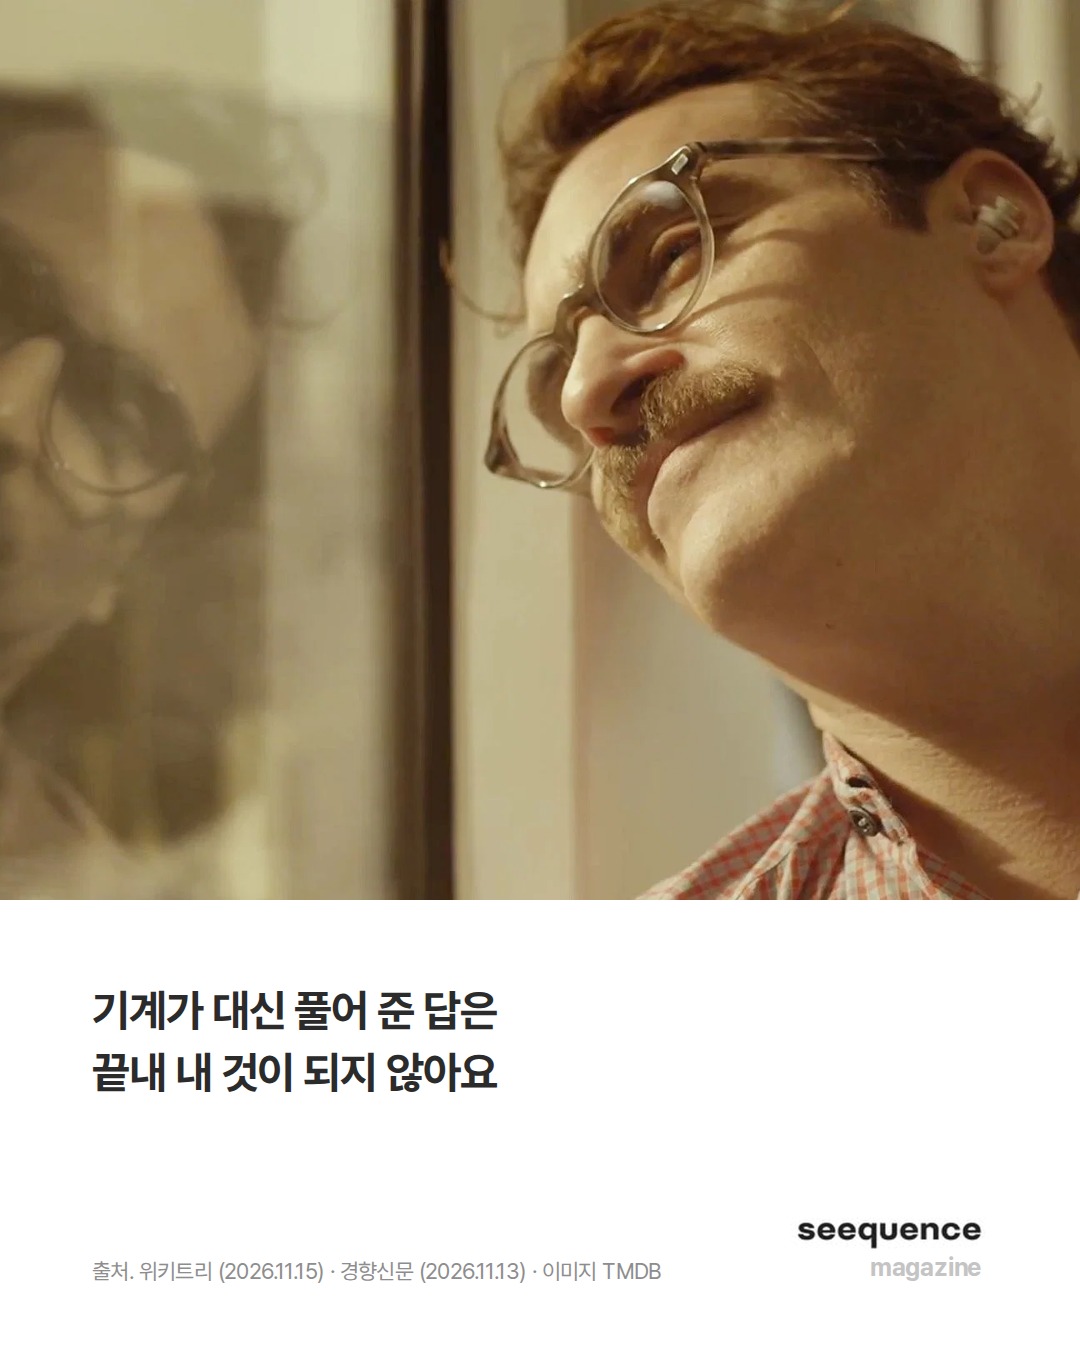 기계가 대신 풀어 준 답은
끝내 내 것이 되지 않아요
seequence
magazine
출처. 위키트리 (2026.11.15) · 경향신문 (2026.11.13) · 이미지 TMDB